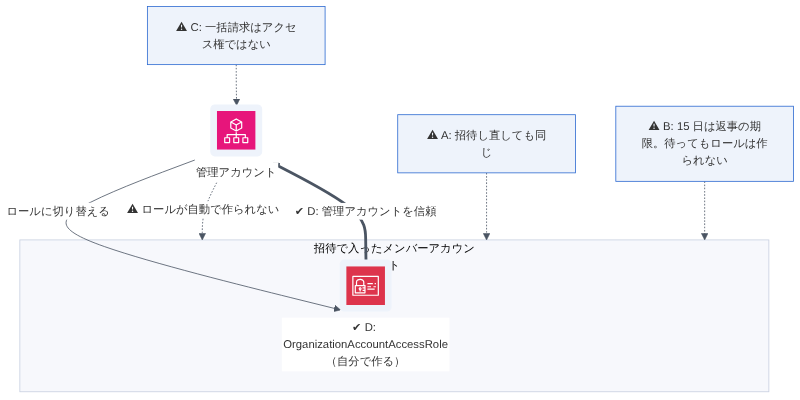 ⚠ C: 一括請求はアクセ
ス権ではない
⚠ A: 招待し直しても同
じ
⚠ B: 15 日は返事の期
限。待ってもロールは作
られない
管理アカウント
ロールに切り替える
⚠ ロールが自動で作られない
✔ D: 管理アカウントを信頼
招待で入ったメンバーアカウン
ト
✔ D:
OrganizationAccountAccessRole
（自分で作る）